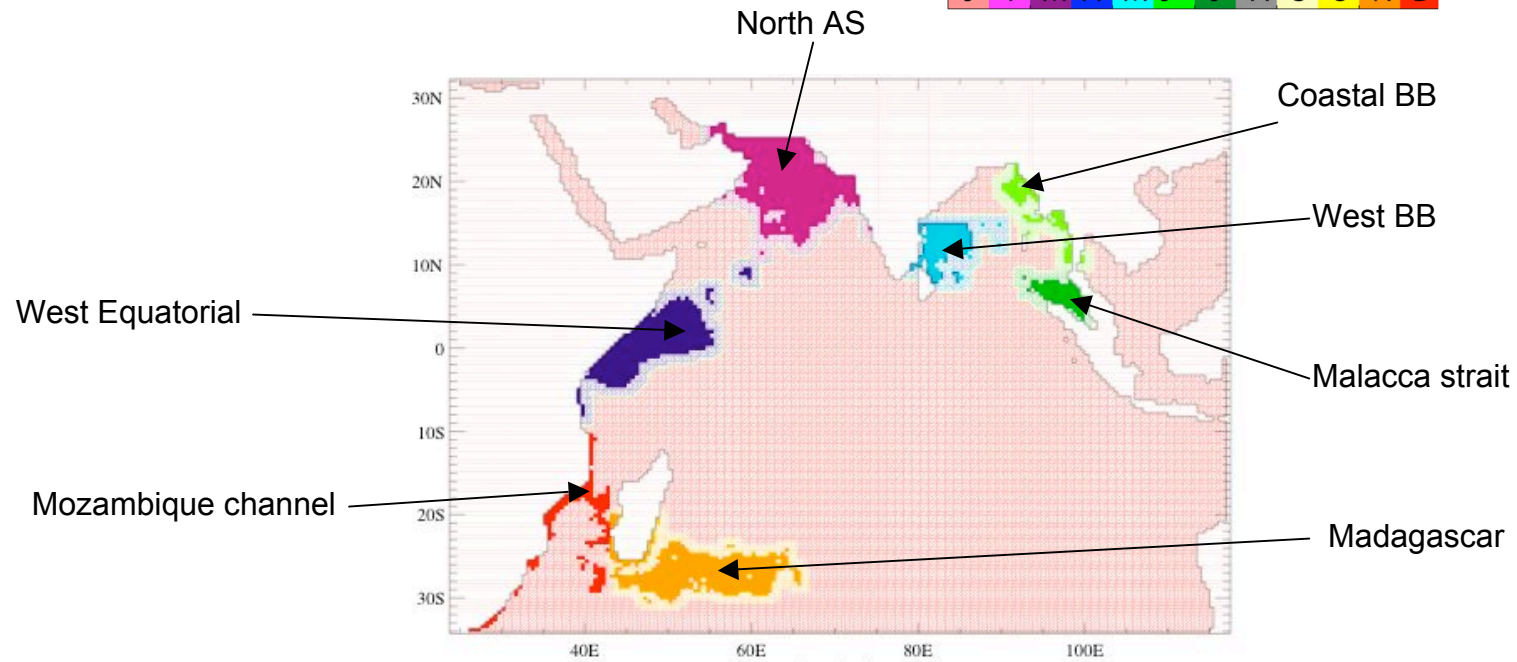 North AS
Coastal BB
West BB
West Equatorial
Malacca strait
Mozambique channel
Madagascar
30N
20N
10N
0
10S
20S
30S
40E
60E
80E
100E